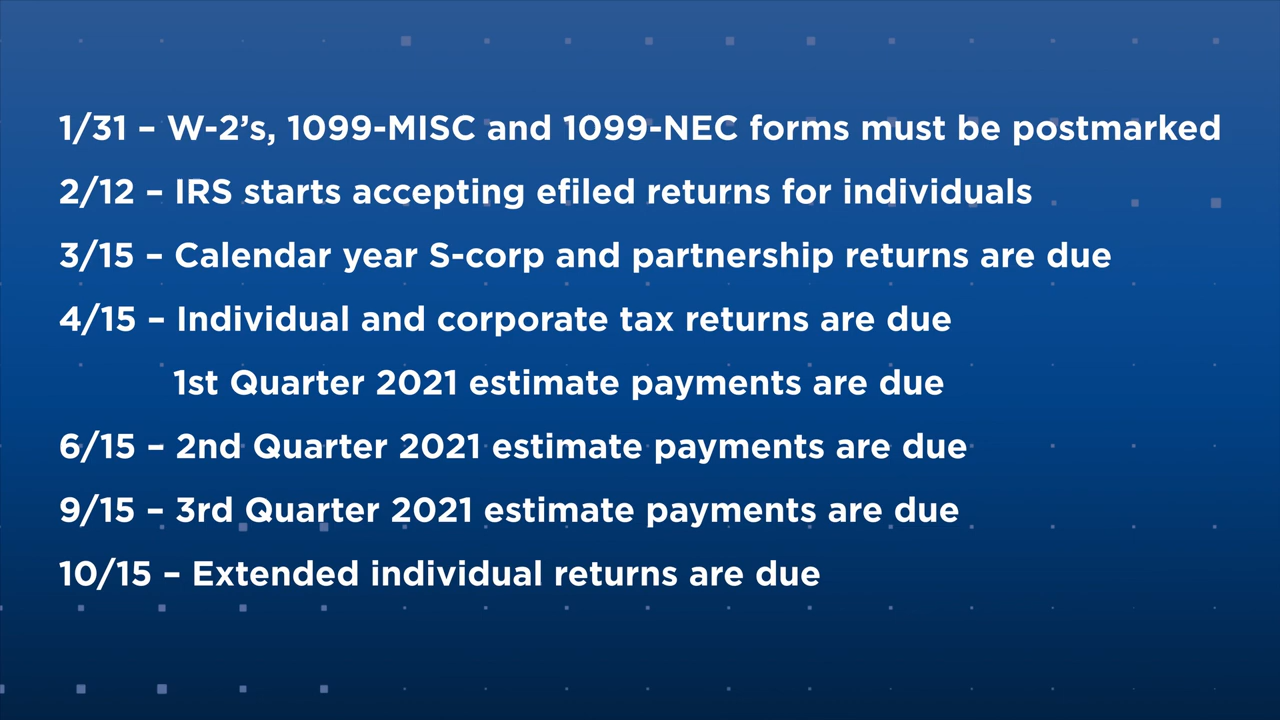 1/31 – W-2’s, 1099-MISC and 1099-NEC forms must be postmarked
2/12 – IRS starts accepting efiled returns for individuals
3/15 – Calendar year S-corp and partnership returns are due
4/15 – Individual and corporate tax returns are due
1st Quarter 2021 estimate payments are due
6/15 – 2nd Quarter 2021 estimate payments are due
9/15 – 3rd Quarter 2021 estimate payments are due
10/15 – Extended individual returns are due